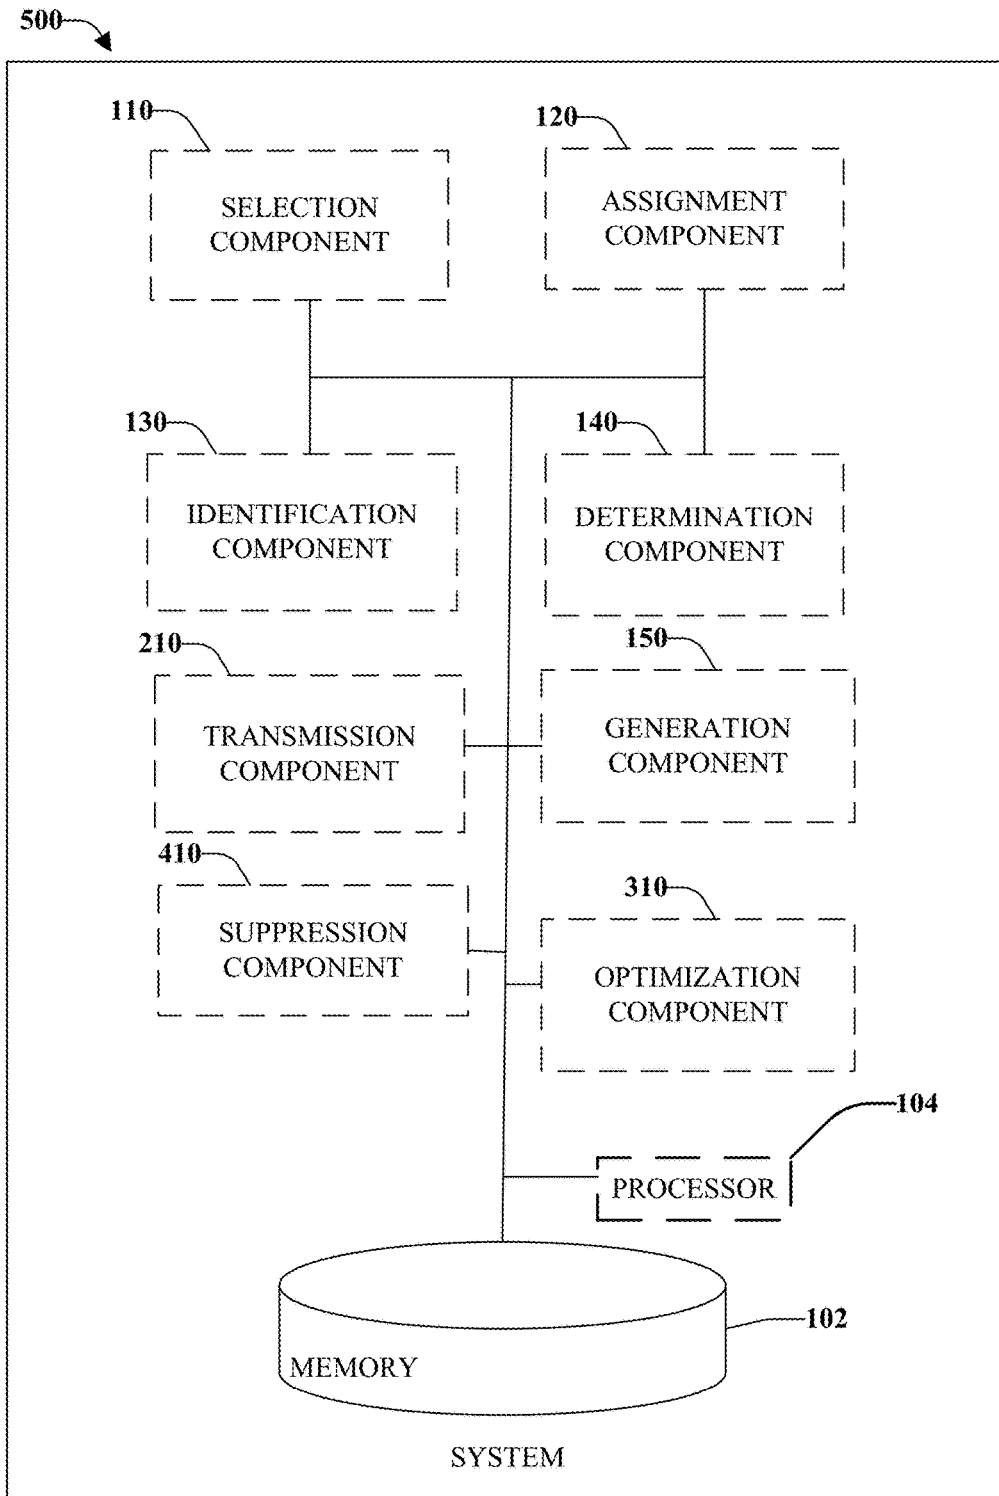 500
110
SELECTION
COMPONENT
120
ASSIGNMENT
COMPONENT
130
IDENTIFICATION
COMPONENT
140
DETERMINATION
COMPONENT
210
TRANSMISSION
COMPONENT
150
GENERATION
COMPONENT
410
SUPPRESSION
COMPONENT
310
OPTIMIZATION
COMPONENT
104
PROCESSOR
102
MEMORY
SYSTEM